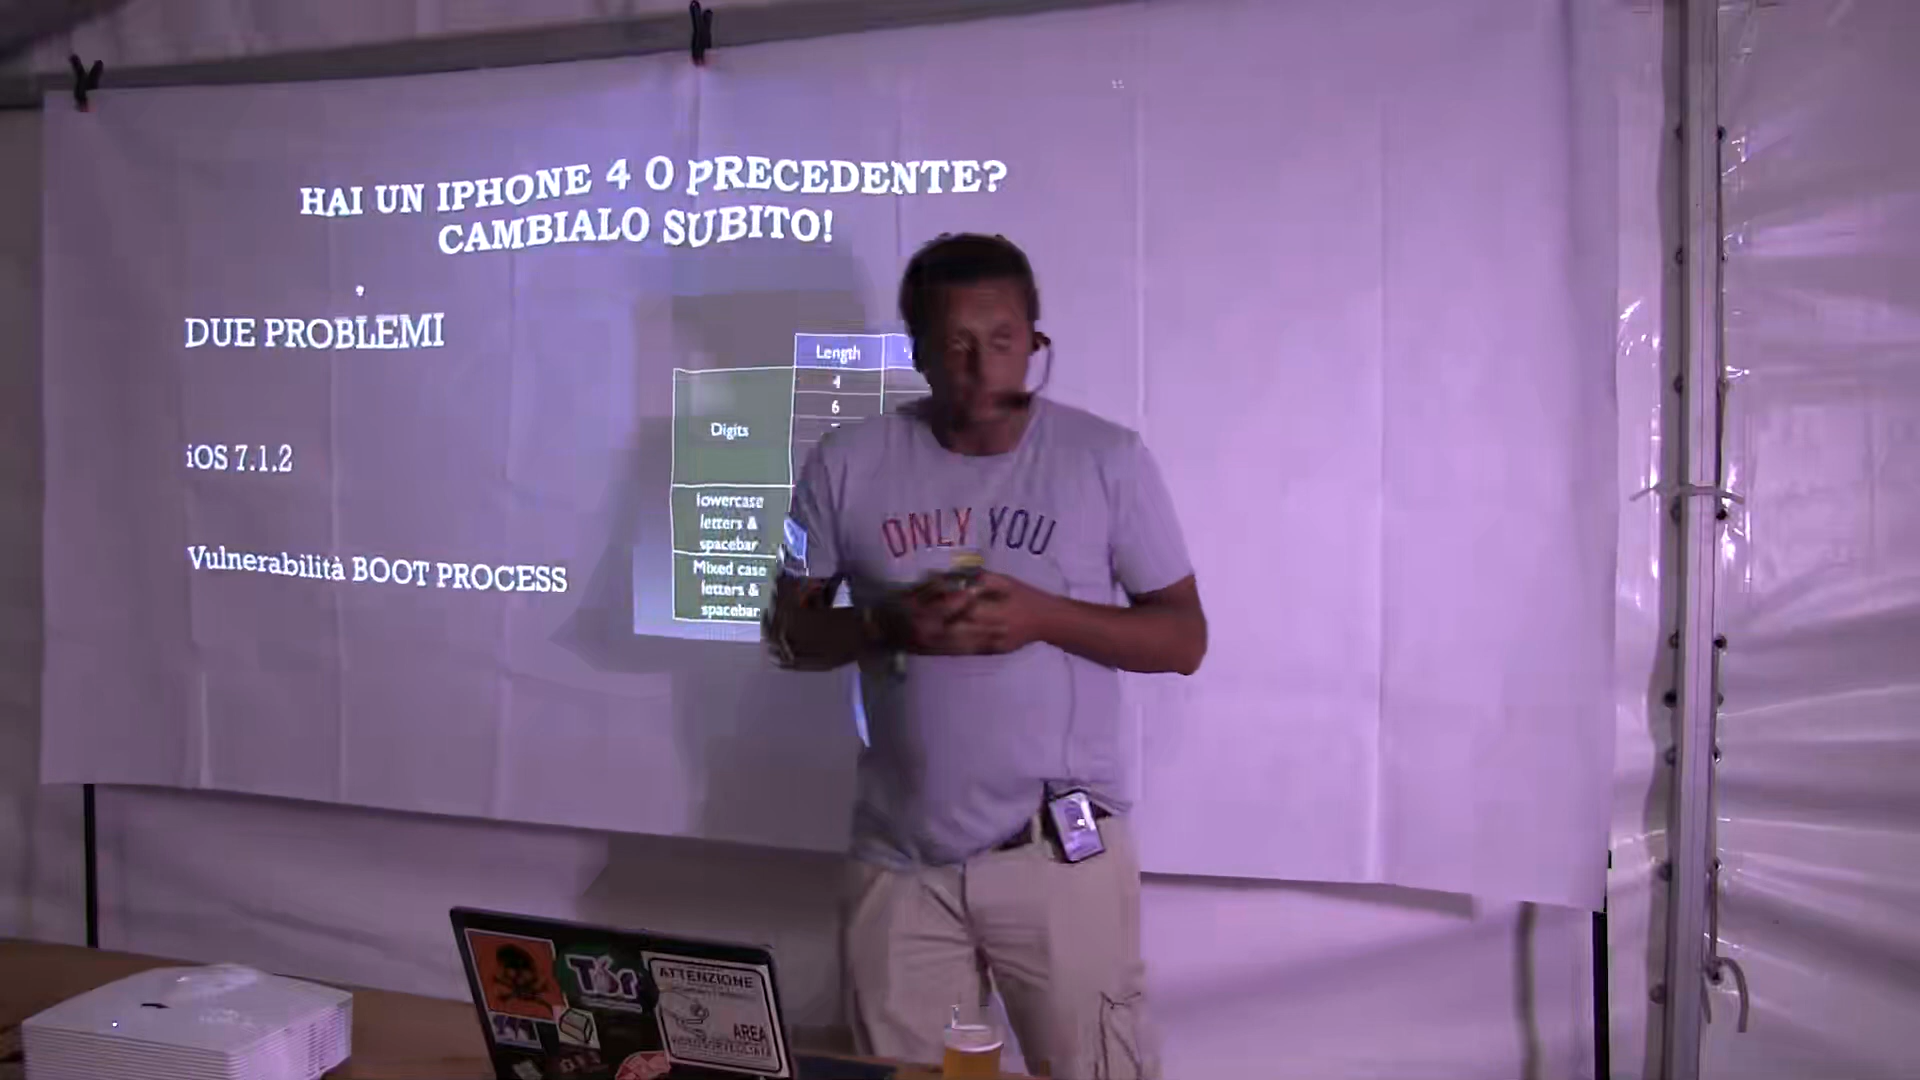 HAI UN IPHONE 4 O PRECEDENTE?
CAMBIALO SUBITO!
DUE PROBLEMI
iOS 7.1.2
Vulnerabilità BOOT PROCESS
Length
4
6
Digits
lowercase
letters &
spacebar
Mixed case
letters &
spacebar
ONLY YOU
Tor
ATTENZIONE
AREA